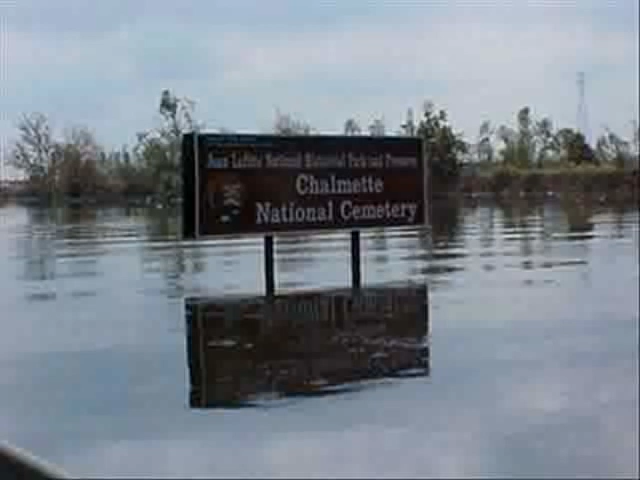 Jean Lafitte National Historical Park and Preserve
Chalmette
National Cemetery